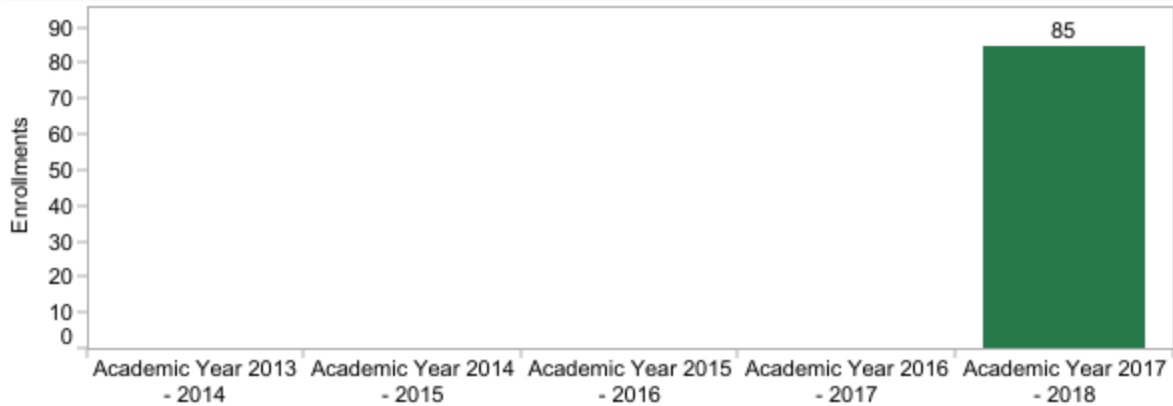 85
90
80
70
60
50
40
30
20
10
0
Enrollments
Academic Year 2013
- 2014
Academic Year 2014
- 2015
Academic Year 2015
- 2016
Academic Year 2016
- 2017
Academic Year 2017
- 2018